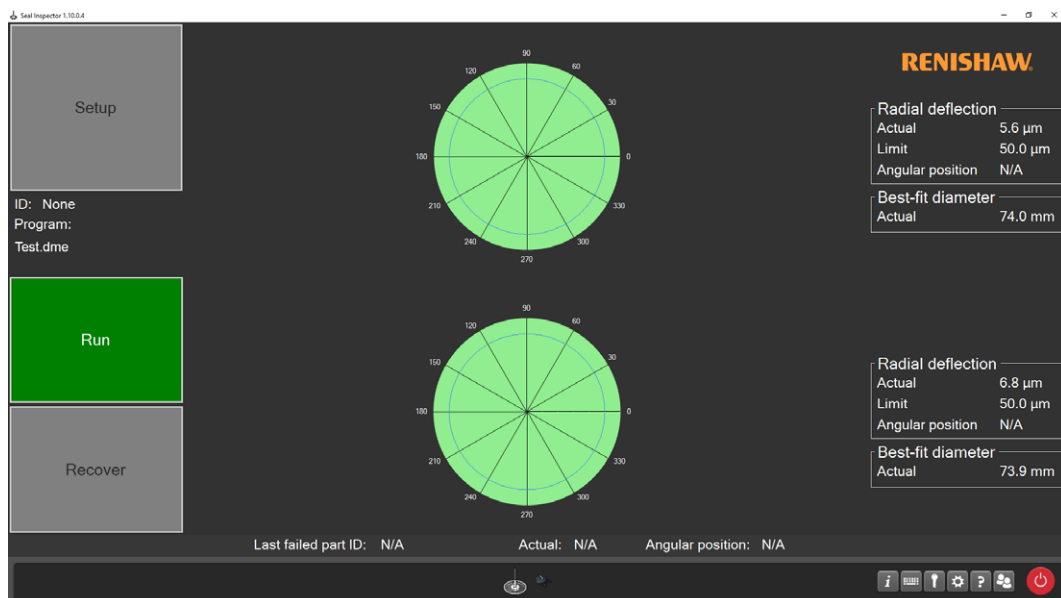 Seal Inspector 1.10.0.4
Setup
ID: None
Program:
Test.dme
Run
Recover
90
60
30
0
330
300
270
240
210
180
150
120
90
60
30
0
330
300
270
240
210
180
150
120
RENISHAW
Radial deflection
Actual 5.6 µm
Limit 50.0 µm
Angular position N/A
Best-fit diameter
Actual 74.0 mm
Radial deflection
Actual 6.8 µm
Limit 50.0 µm
Angular position N/A
Best-fit diameter
Actual 73.9 mm
Last failed part ID: N/A Actual: N/A Angular position: N/A
i
?